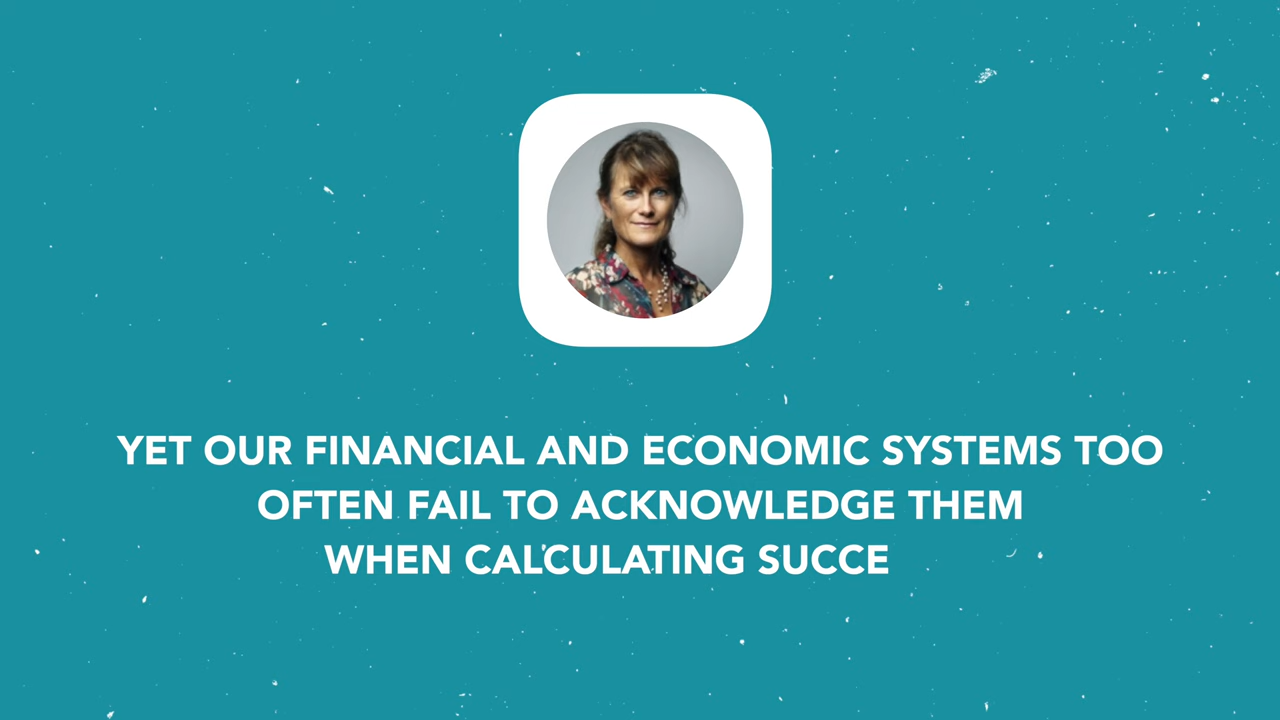 YET OUR FINANCIAL AND ECONOMIC SYSTEMS TOO
OFTEN FAIL TO ACKNOWLEDGE THEM
WHEN CALCULATING SUCCE